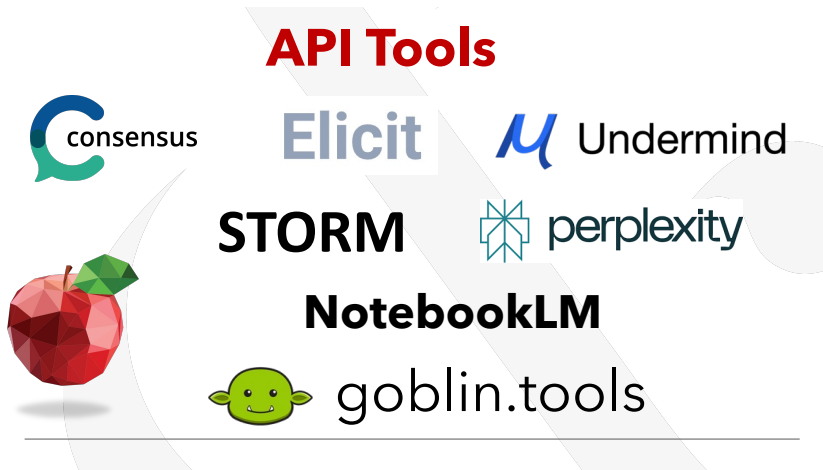 API Tools
consensus
Elicit
Undermind
STORM
perplexity
NotebookLM
goblin.tools